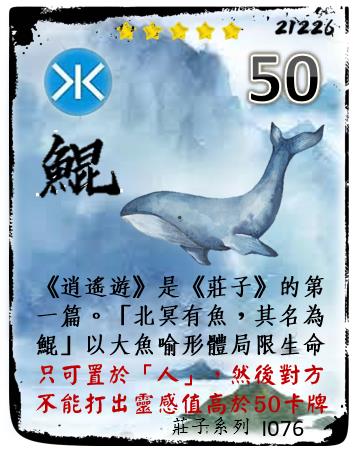 21226
50
鯤
《逍遙遊》是《莊子》的第
一篇。「北冥有魚，其名為
鯤」以大魚喻形體局限生命
只可置於「人」，然後對方
不能打出靈感值高於50卡牌
莊子系列 I076